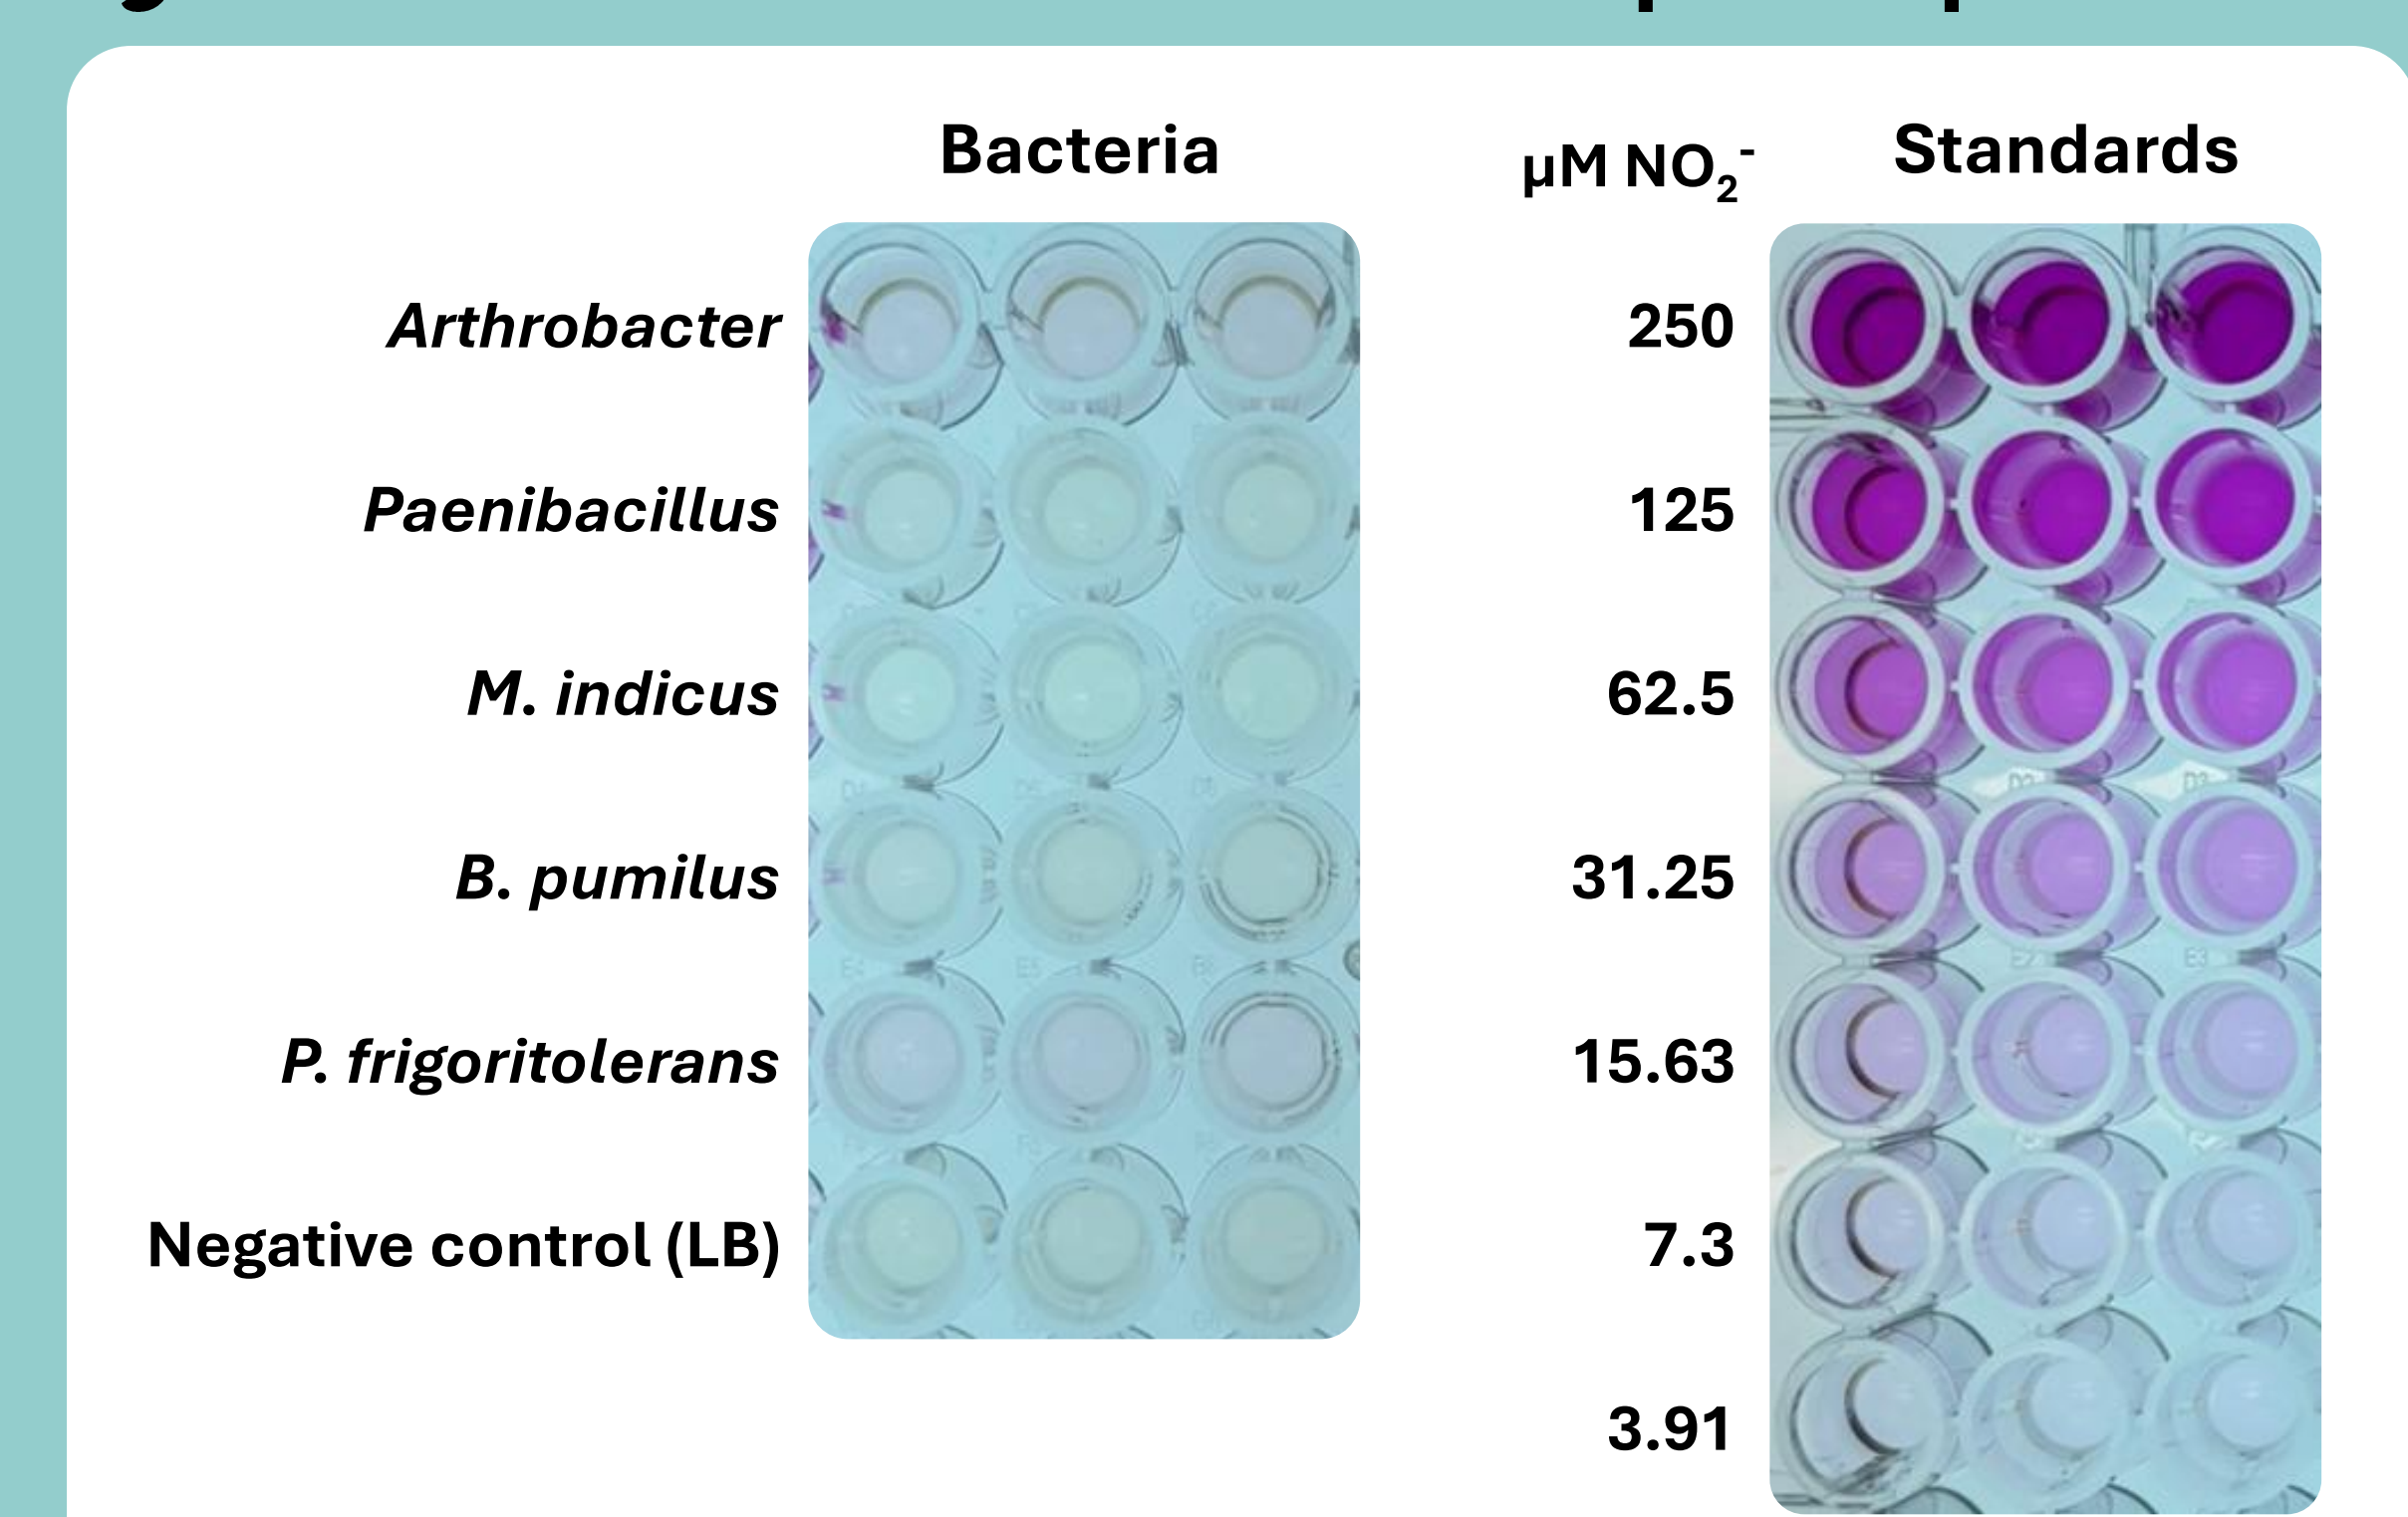 Bacteria
µM NO₂⁻
Standards
Arthrobacter
250
Paenibacillus
125
M. indicus
62.5
B. pumilus
31.25
P. frigoritolerans
15.63
Negative control (LB)
7.3
3.91